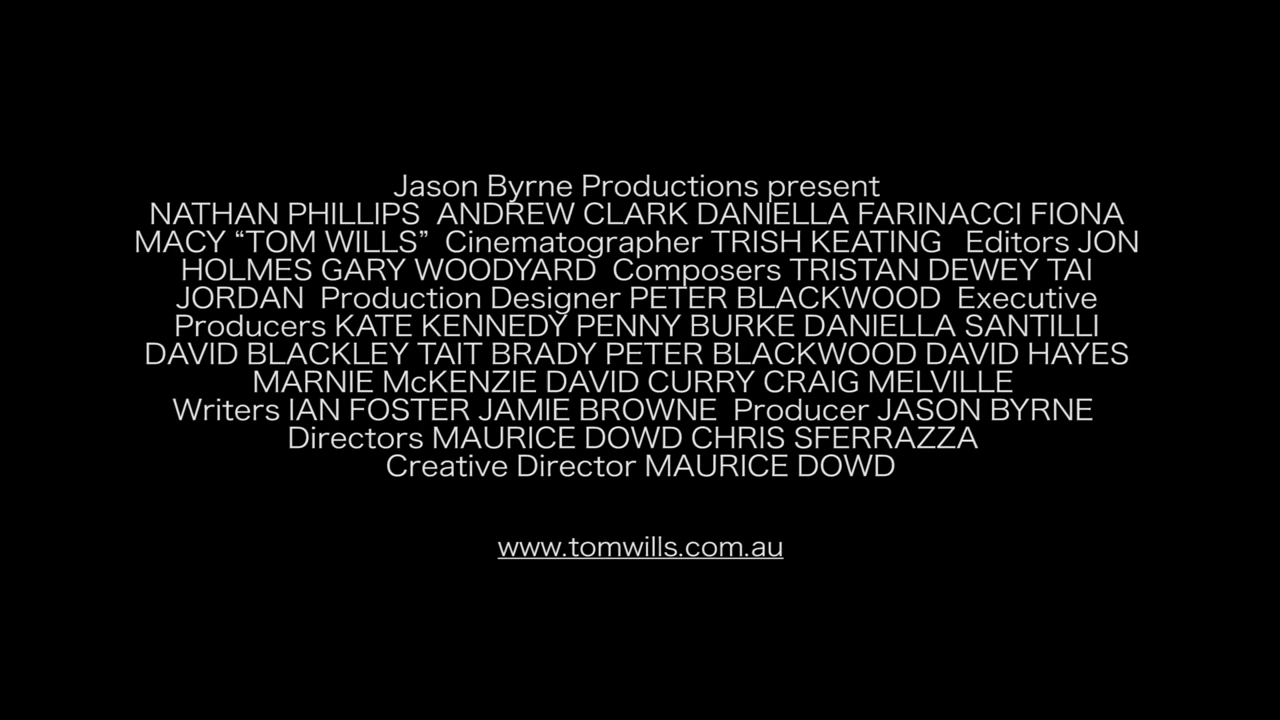 Jason Byrne Productions present
NATHAN PHILLIPS  ANDREW CLARK DANIELLA FARINACCI FIONA
MACY “TOM WILLS”  Cinematographer TRISH KEATING   Editors JON
HOLMES GARY WOODYARD  Composers TRISTAN DEWEY TAI
JORDAN  Production Designer PETER BLACKWOOD  Executive
Producers KATE KENNEDY PENNY BURKE DANIELLA SANTILLI
DAVID BLACKLEY TAIT BRADY PETER BLACKWOOD DAVID HAYES
MARNIE McKENZIE DAVID CURRY CRAIG MELVILLE
Writers IAN FOSTER JAMIE BROWNE  Producer JASON BYRNE
Directors MAURICE DOWD CHRIS SFERRAZZA
Creative Director MAURICE DOWD
www.tomwills.com.au